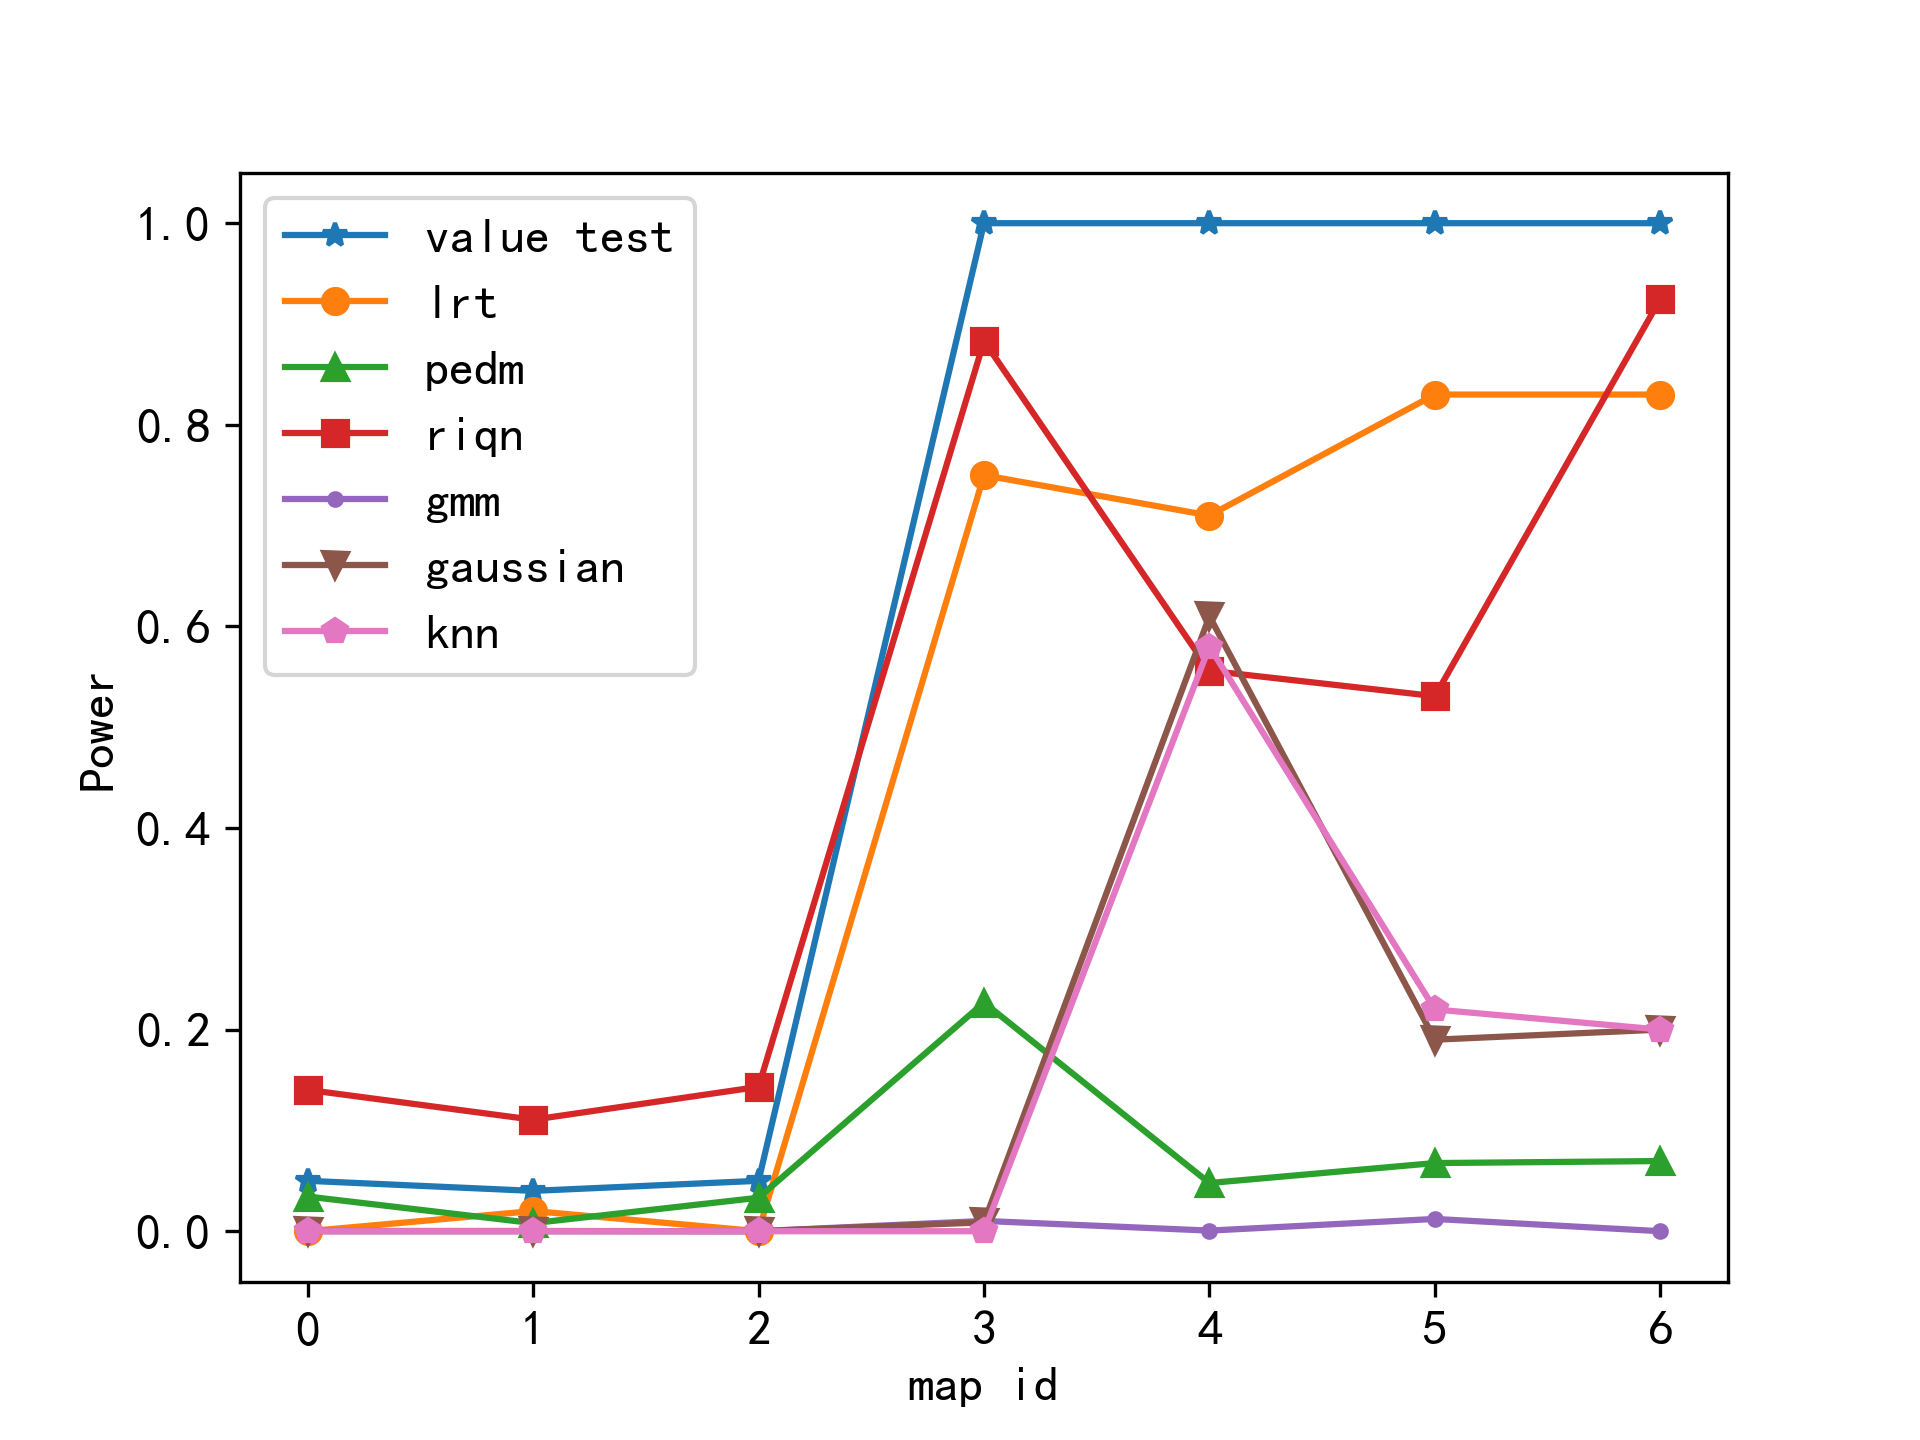 value test
lrt
pedm
riqn
gmm
gaussian
knn
Power
1.0
0.8
0.6
0.4
0.2
0.0
0 1 2 3 4 5 6
map id